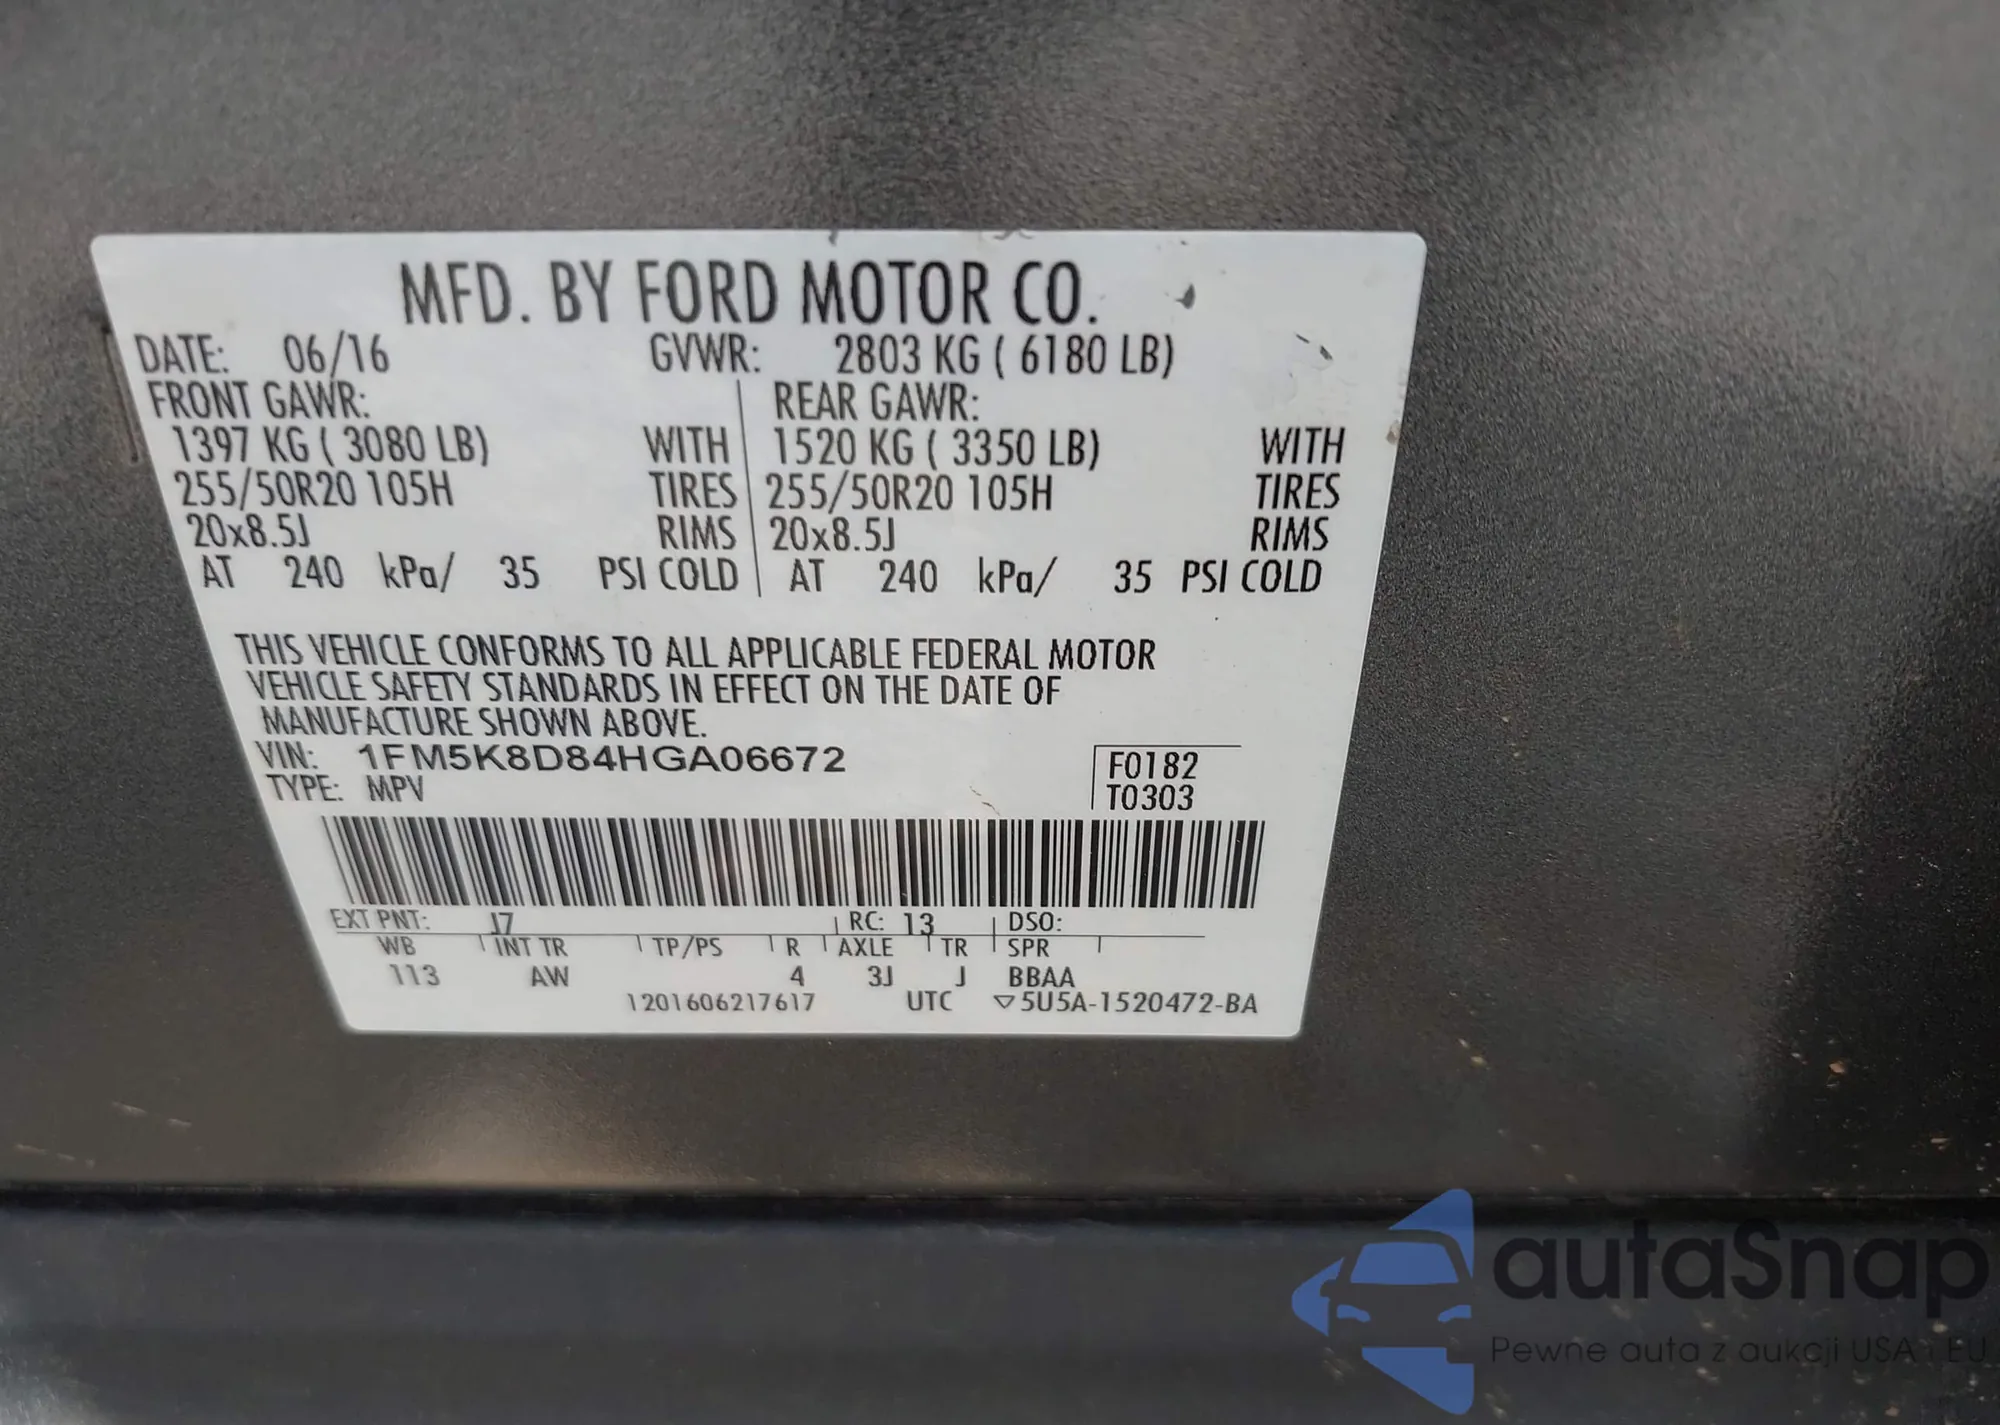 MFD. BY FORD MOTOR CO.
DATE: 06/16 GVWR: 2803 KG ( 6180 LB)
FRONT GAWR: REAR GAWR:
1397 KG ( 3080 LB) WITH 1520 KG ( 3350 LB) WITH
255/50R20 105H TIRES 255/50R20 105H TIRES
20x8.5J RIMS 20x8.5J RIMS
AT 240 kPa/ 35 PSI COLD AT 240 kPa/ 35 PSI COLD
THIS VEHICLE CONFORMS TO ALL APPLICABLE FEDERAL MOTOR
VEHICLE SAFETY STANDARDS IN EFFECT ON THE DATE OF
MANUFACTURE SHOWN ABOVE.
VIN: 1FM5K8D84HGA06672 F0182
TYPE: MPV T0303
EXT PNT: J7 RC: 13 DSO:
WB INT TR TP/PS R AXLE TR SPR
113 AW 4 3J J BBAA
1201606217617 UTC ▽5U5A-1520472-BA
autaSnap
Pewne auta z aukcji USA i EU